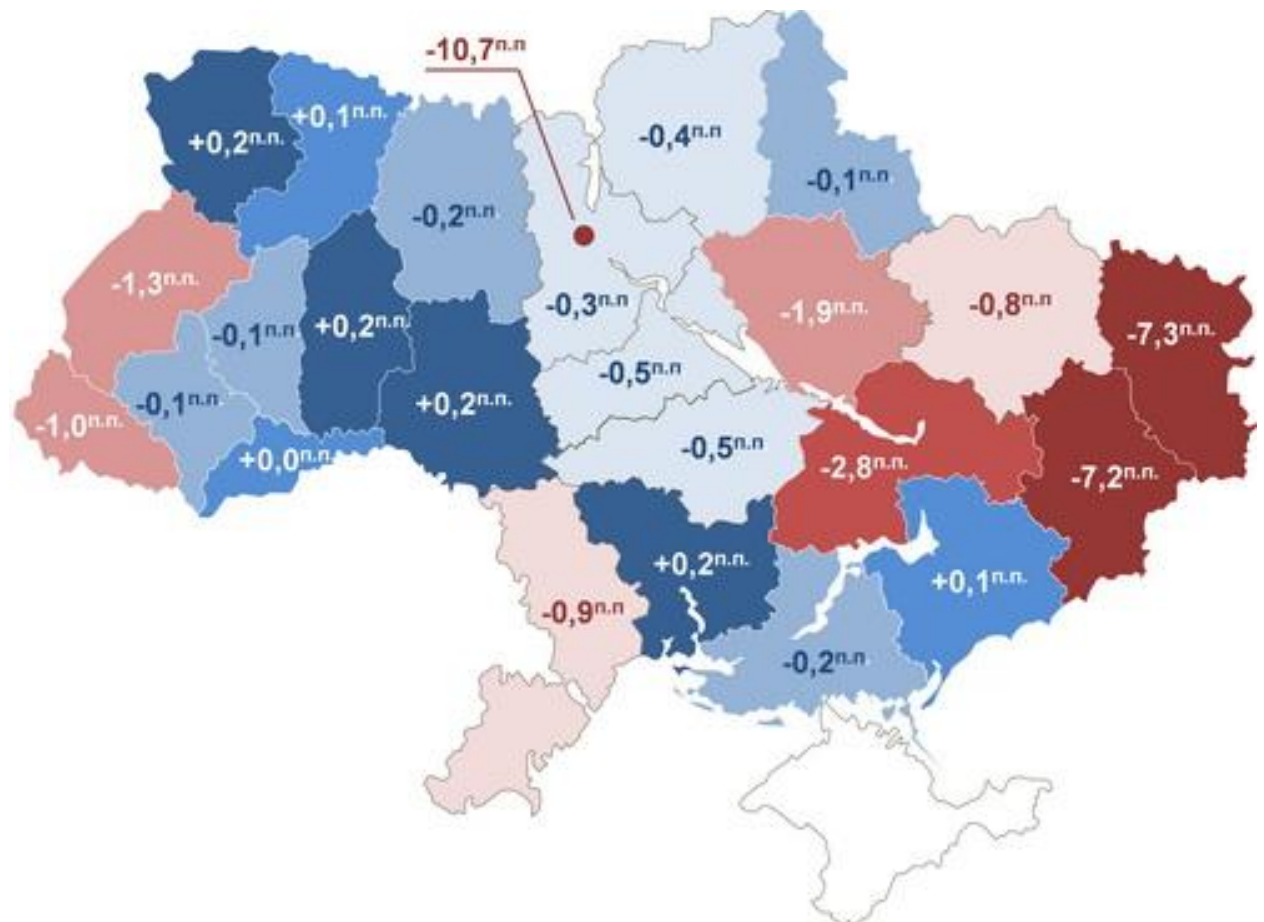 -10,7п.п
+0,1п.п.
+0,2п.п.
-0,4п.п
-0,1п.п
-0,2п.п
-1,3п.п.
-0,1п.п
+0,2п.п.
-0,3п.п
-1,9п.п.
-0,8п.п
-7,3п.п.
-0,5п.п
-0,1п.п
+0,2п.п.
-1,0п.п.
+0,0п.п.
-0,5п.п
-2,8п.п.
-7,2п.п.
+0,2п.п.
+0,1п.п.
-0,9п.п
-0,2п.п